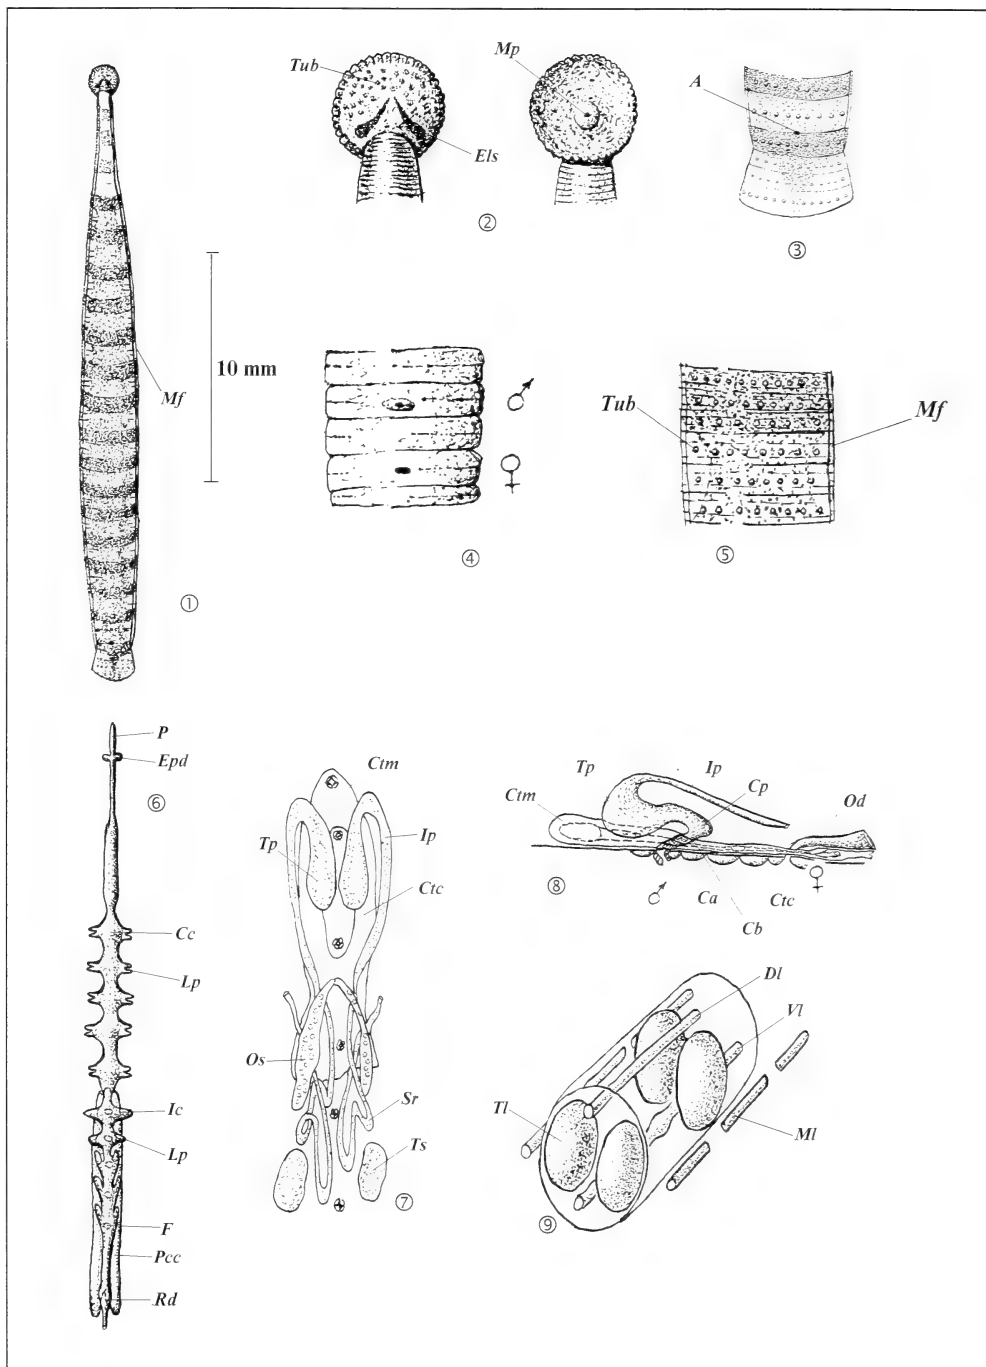 Tub
Els
Mp
②
A
③
Mf
①
10 mm
♂
♀
④
Tub
Mf
⑤
P
Epd
⑥
Cc
Lp
Ic
Lp
F
Pcc
Rd
Ctm
Tp
Ip
Ctc
Os
Sr
Ts
⑦
Tp
Ip
Ctm
Cp
Od
⑧
♂
♀
Ca
Ctc
Cb
Dl
Vl
Tl
Ml
⑨